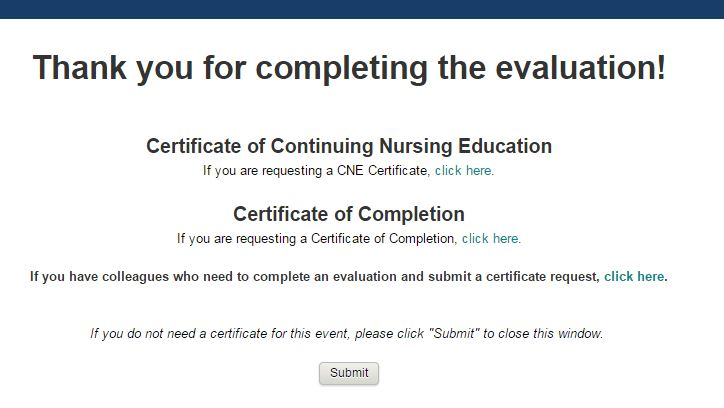 Thank you for completing the evaluation!
Certificate of Continuing Nursing Education
If you are requesting a CNE Certificate, click here.
Certificate of Completion
If you are requesting a Certificate of Completion, click here.
If you have colleagues who need to complete an evaluation and submit a certificate request, click here.
If you do not need a certificate for this event, please click "Submit" to close this window.
Submit